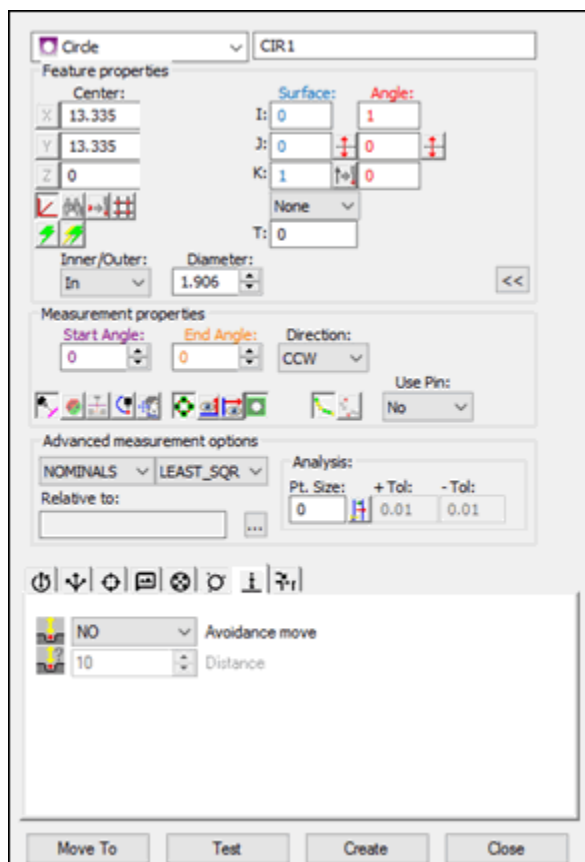 Circle CIR1
Feature properties
Center: Surface: Angle:
X 13.335 I: 0 1
Y 13.335 J: 0 0
Z 0 K: 1 0
None
T: 0
Inner/Outer: Diameter:
In 1.906 <<
Measurement properties
Start Angle: End Angle: Direction:
0 0 CCW
Use Pin:
No
Advanced measurement options
NOMINALS LEAST_SQR Analysis:
Relative to: Pt. Size: + Tol: - Tol:
0 0.01 0.01
...
NO Avoidance move
10 Distance
Move To Test Create Close